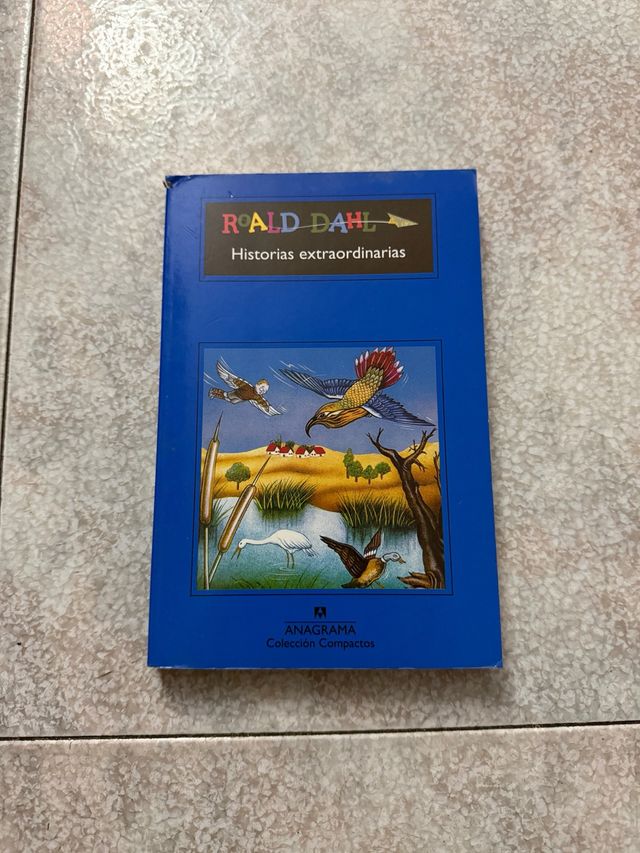 ROALD DAHL
Historias extraordinarias
ANAGRAMA
Colección Compactos